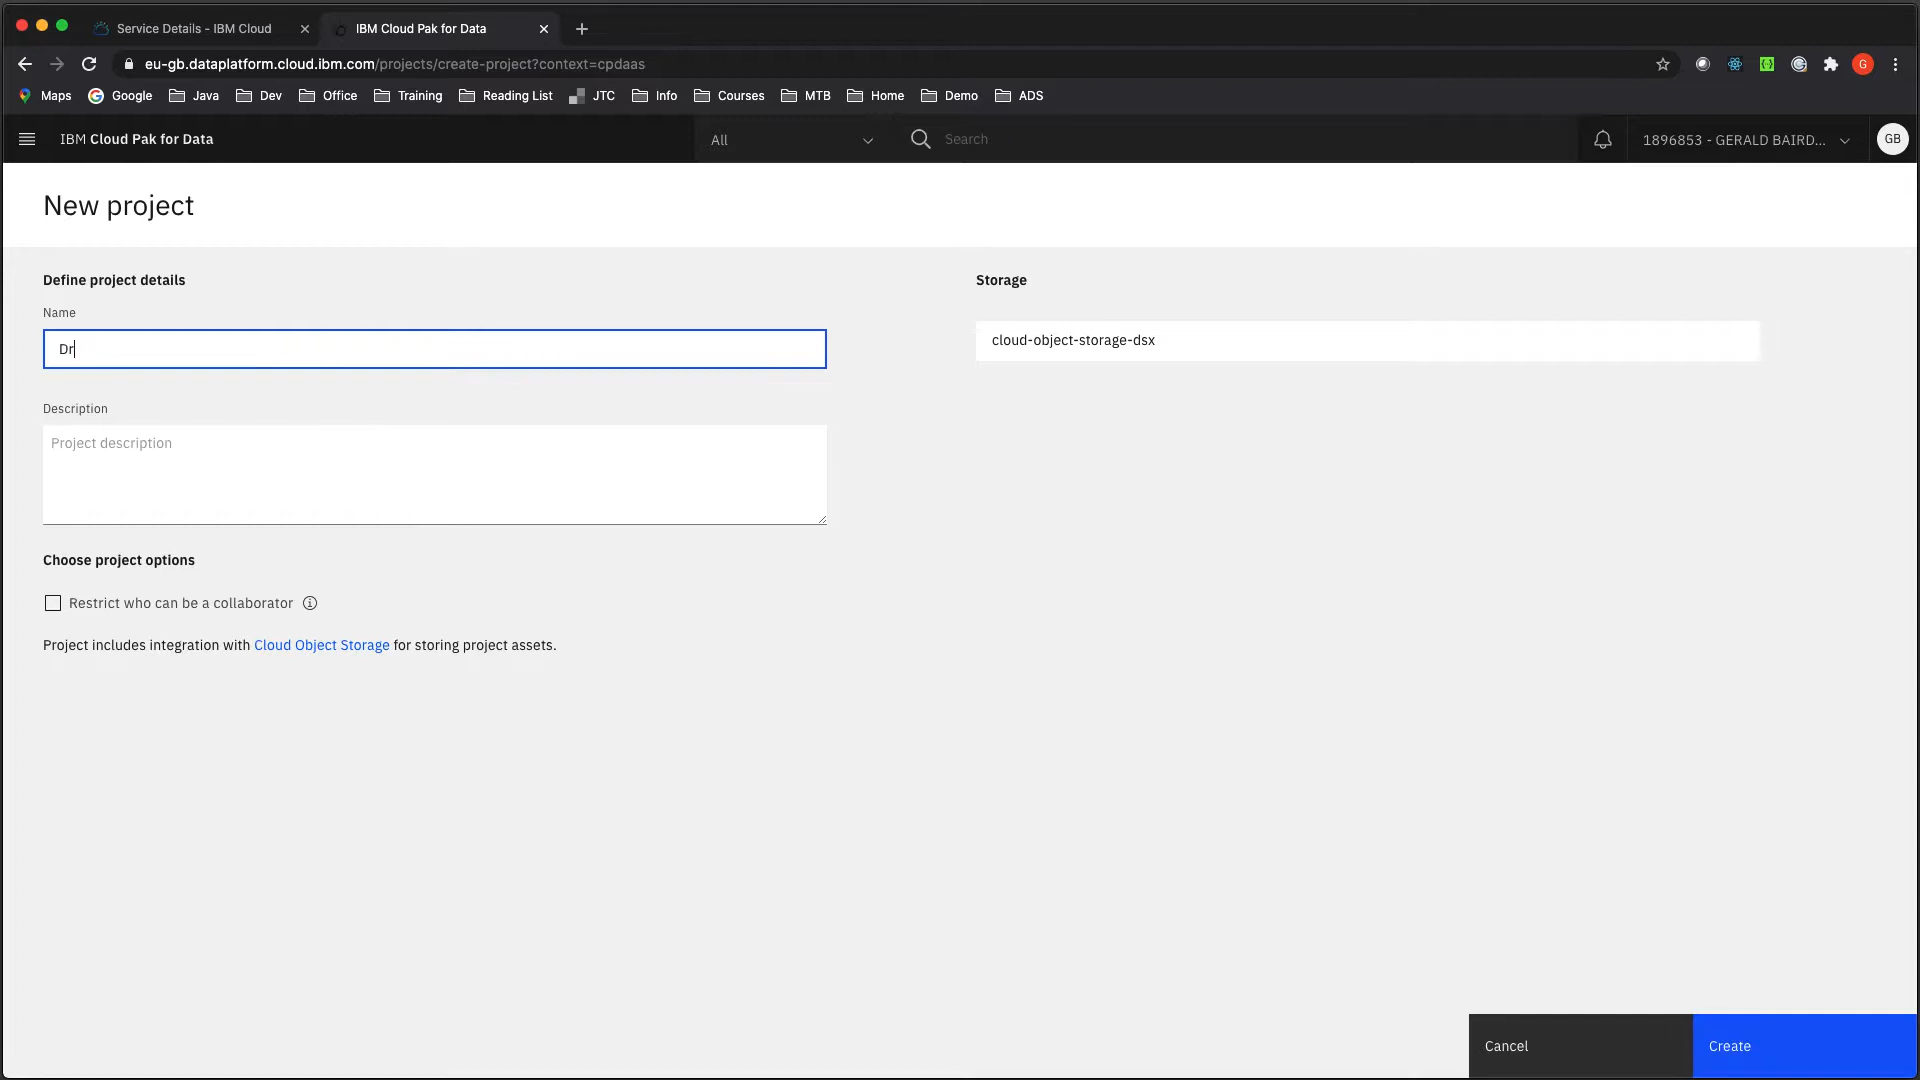 Service Details - IBM Cloud
IBM Cloud Pak for Data
eu-gb.dataplatform.cloud.ibm.com/projects/create-project?context=cpdaas
G
Maps Google Java Dev Office Training Reading List JTC Info Courses MTB Home Demo ADS
IBM Cloud Pak for Data
All
Search
1896853 - GERALD BAIRD...
GB
New project
Define project details
Name
Dr
Description
Project description
Choose project options
Restrict who can be a collaborator
Project includes integration with Cloud Object Storage for storing project assets.
Storage
cloud-object-storage-dsx
Cancel
Create